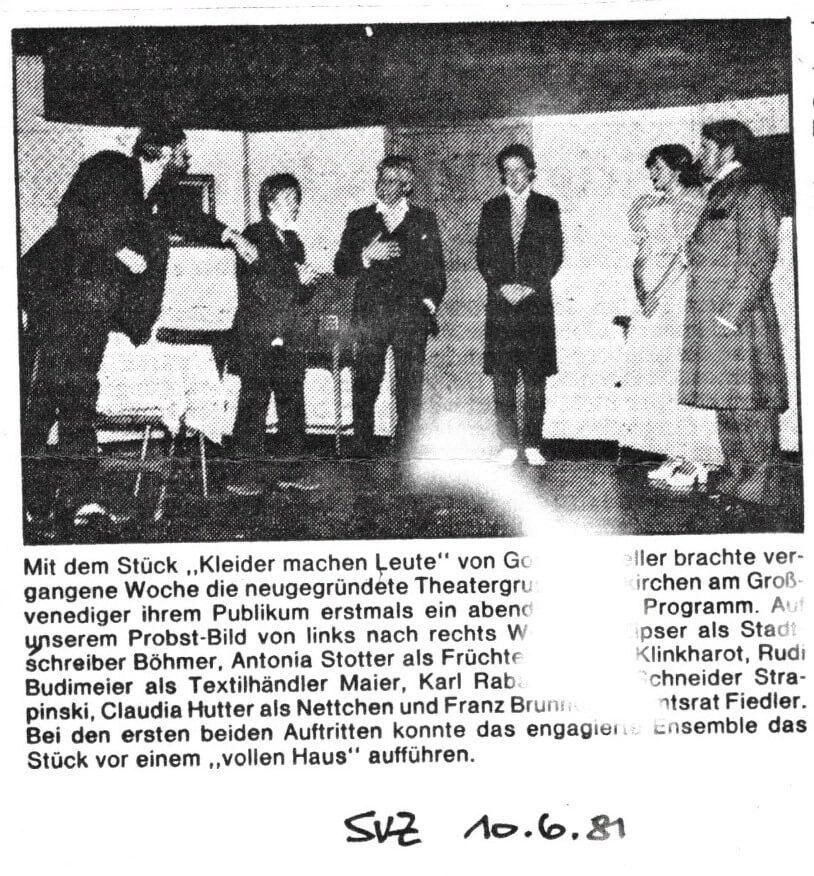 Mit dem Stück „Kleider machen Leute" von Go ller brachte ver-
gangene Woche die neugegründete Theatergru irchen am Groß-
venediger ihrem Publikum erstmals ein abend Programm. Auf
unserem Probst-Bild von links nach rechts W ipser als Stadt-
schreiber Böhmer, Antonia Stotter als Früchte Klinkharot, Rudi
Budimeier als Textilhändler Maier, Karl Raba Schneider Stra-
pinski, Claudia Hutter als Nettchen und Franz Brunn ntsrat Fiedler.
Bei den ersten beiden Auftritten konnte das engagierte Ensemble das
Stück vor einem „vollen Haus" aufführen.
SVZ 10.6.81